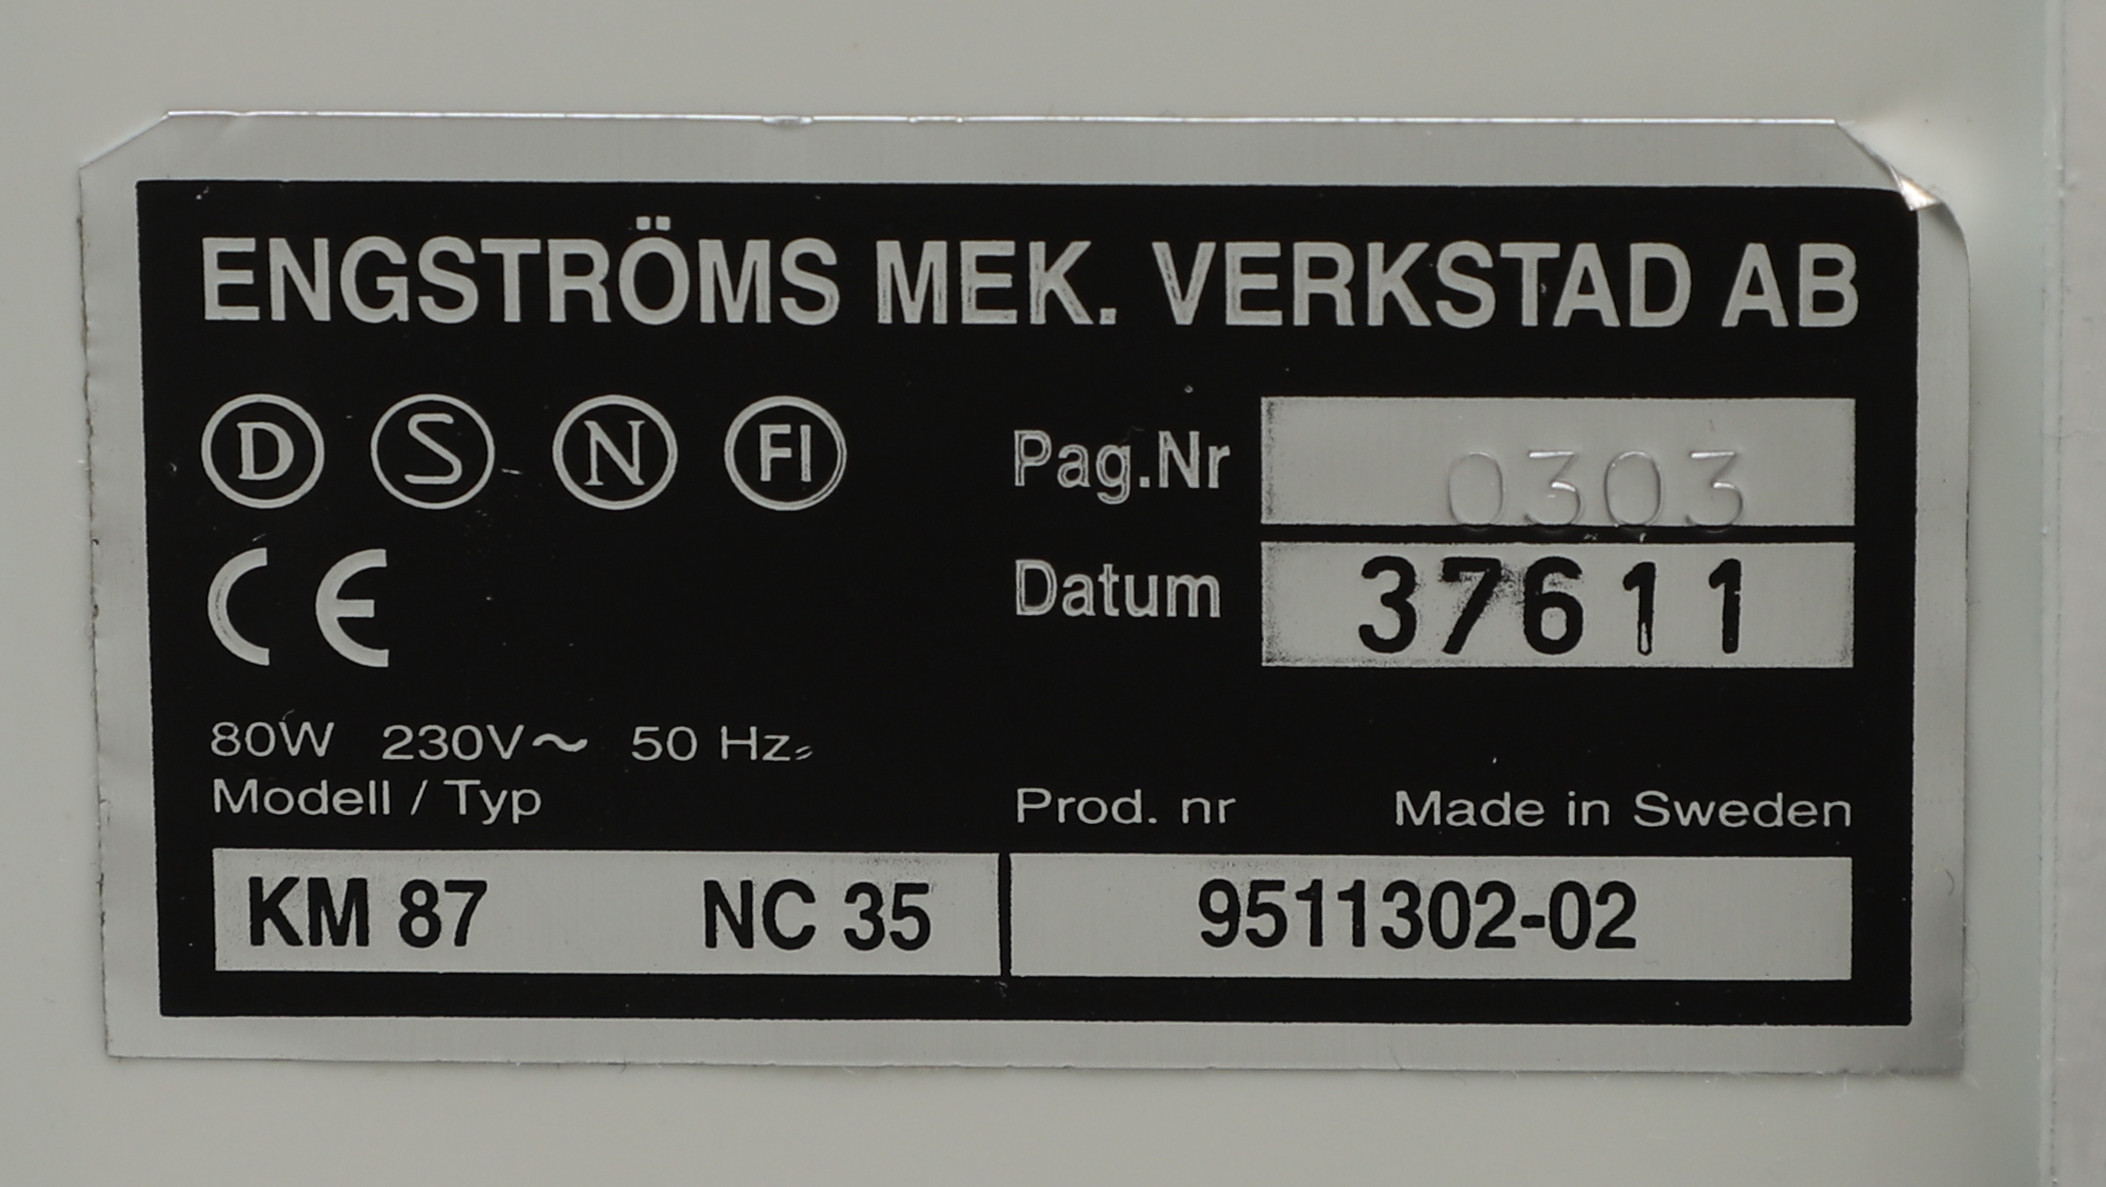 ENGSTRÖMS MEK. VERKSTAD AB
D S N FI Pag.Nr 0303
CE Datum 37611
80W 230V~ 50 Hz
Modell / Typ Prod. nr Made in Sweden
KM 87 NC 35 9511302-02